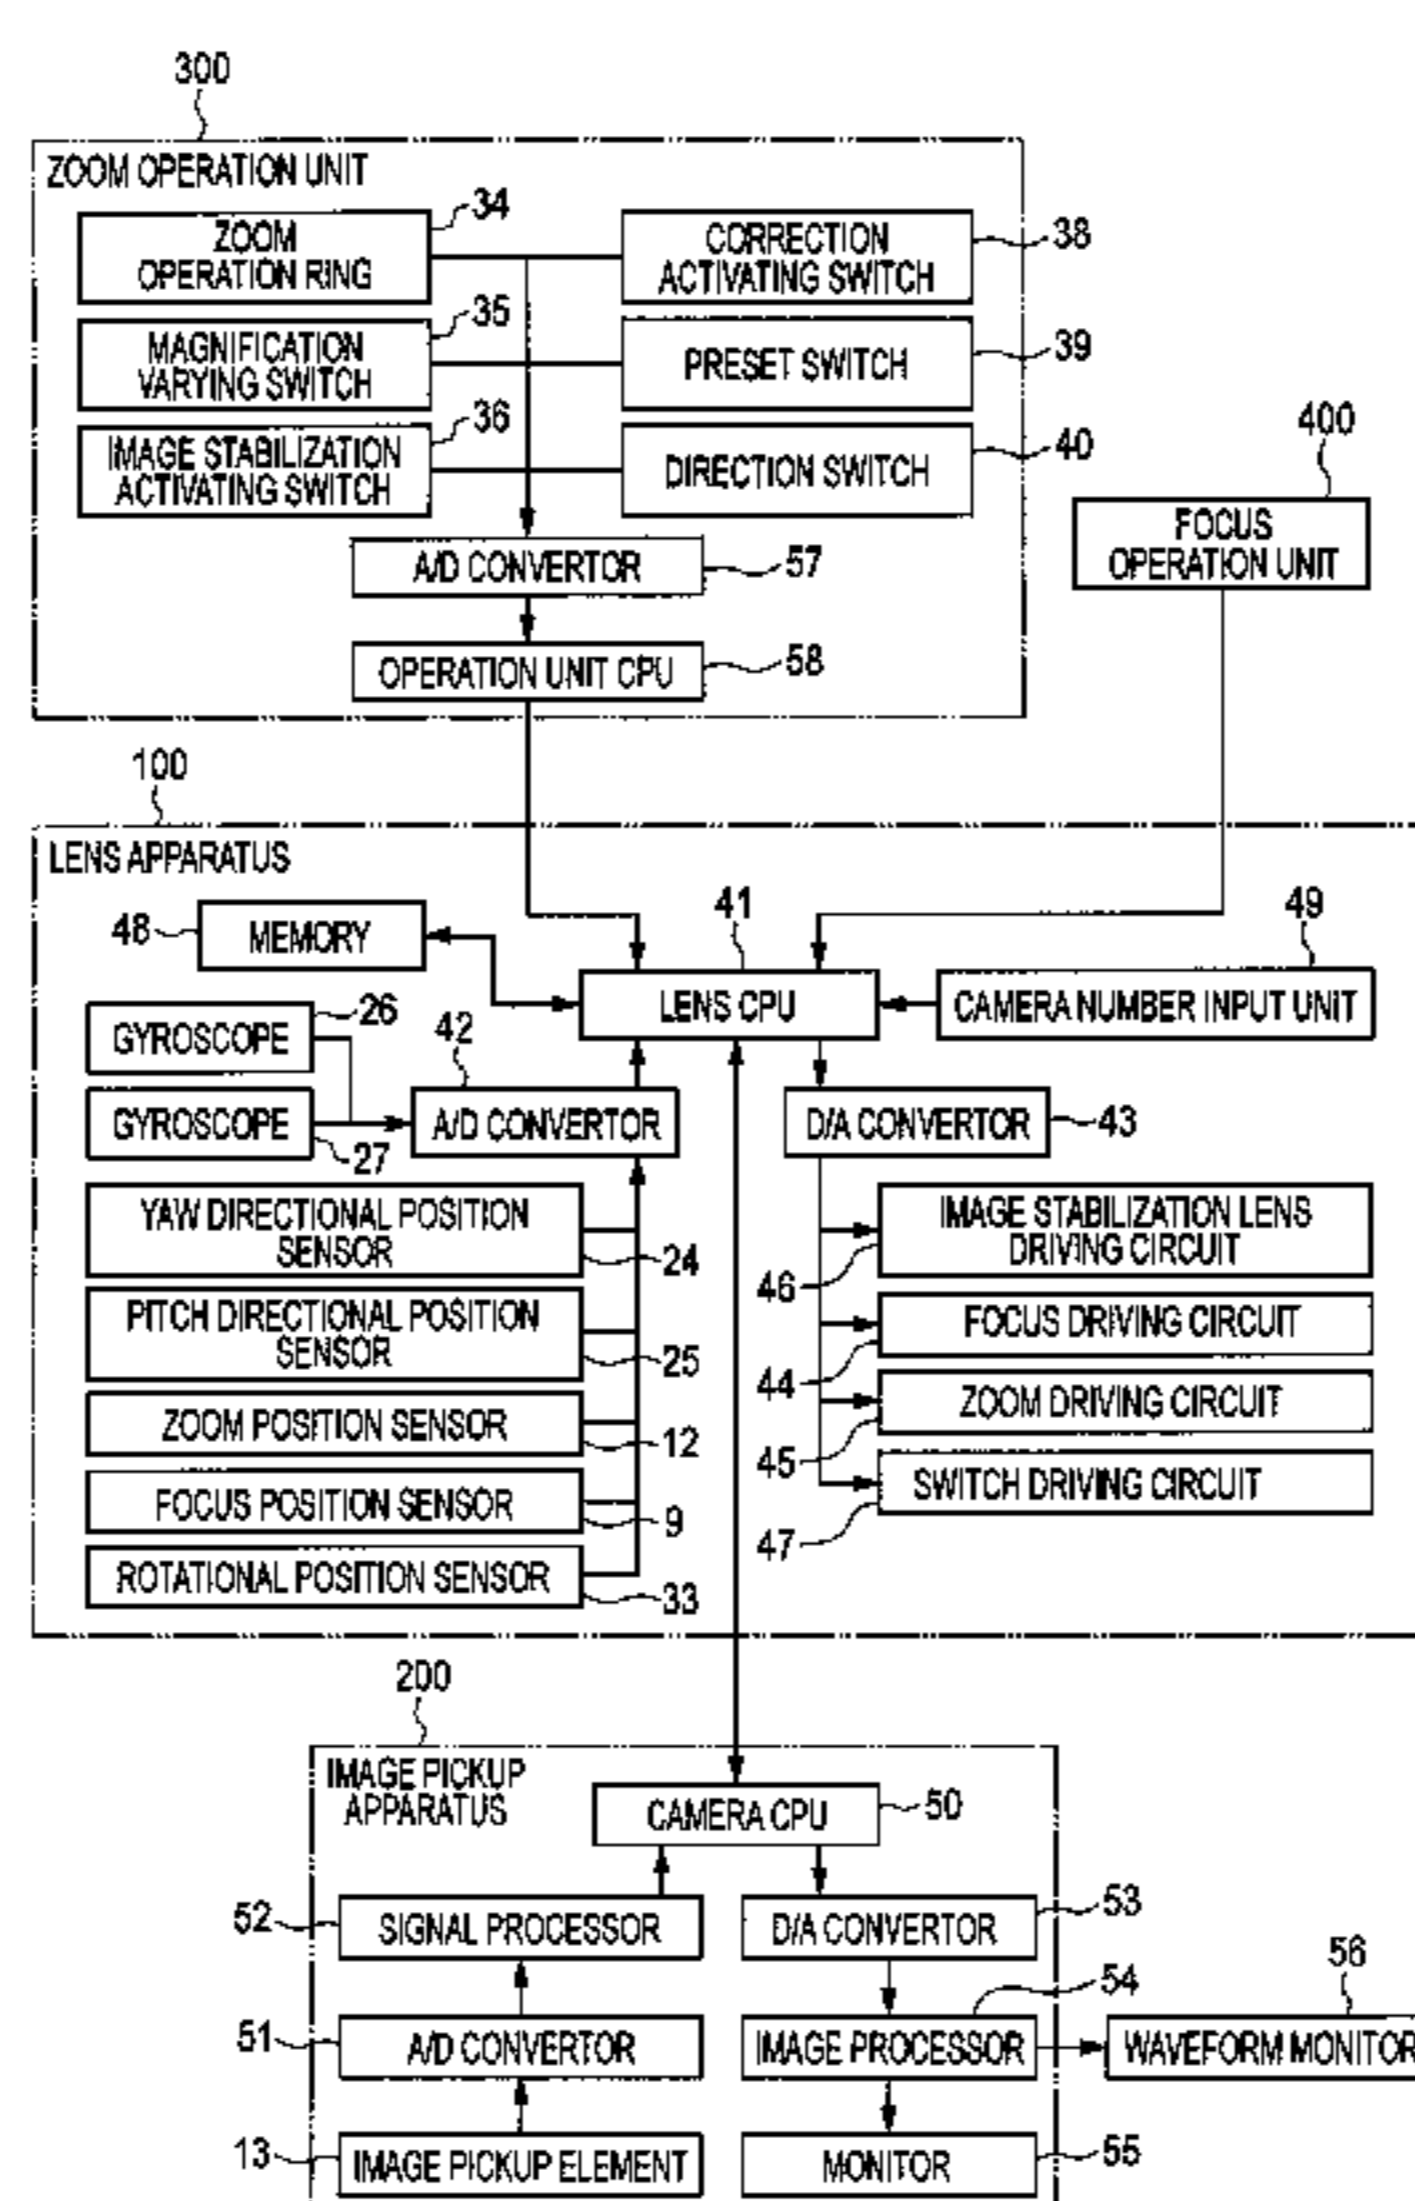 300
ZOOM OPERATION UNIT
ZOOM
OPERATION RING
34
CORRECTION
ACTIVATING SWITCH
38
MAGNIFICATION
VARYING SWITCH
35
PRESET SWITCH
39
IMAGE STABILIZATION
ACTIVATING SWITCH
36
DIRECTION SWITCH
40
400
FOCUS
OPERATION UNIT
A/D CONVERTOR
57
OPERATION UNIT CPU
58
100
LENS APPARATUS
48
MEMORY
41
LENS CPU
49
CAMERA NUMBER INPUT UNIT
GYROSCOPE
26
GYROSCOPE
27
42
A/D CONVERTOR
D/A CONVERTOR
43
YAW DIRECTIONAL POSITION
SENSOR
24
PITCH DIRECTIONAL POSITION
SENSOR
25
ZOOM POSITION SENSOR
12
FOCUS POSITION SENSOR
9
ROTATIONAL POSITION SENSOR
33
IMAGE STABILIZATION LENS
DRIVING CIRCUIT
46
FOCUS DRIVING CIRCUIT
44
ZOOM DRIVING CIRCUIT
45
SWITCH DRIVING CIRCUIT
47
200
IMAGE PICKUP
APPARATUS
CAMERA CPU
50
52
SIGNAL PROCESSOR
D/A CONVERTOR
53
51
A/D CONVERTOR
IMAGE PROCESSOR
54
56
WAVEFORM MONITOR
13
IMAGE PICKUP ELEMENT
MONITOR
55